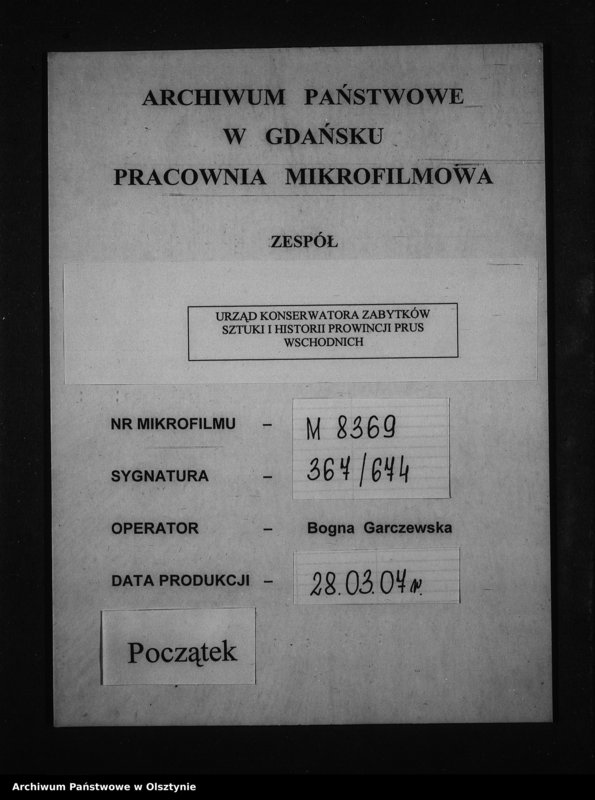 ARCHIWUM PAŃSTWOWE
W GDAŃSKU
PRACOWNIA MIKROFILMOWA
ZESPÓŁ
URZĄD KONSERWATORA ZABYTKÓW
SZTUKI I HISTORII PROWINCJI PRUS
WSCHODNICH
NR MIKROFILMU – M 8369
SYGNATURA – 367/674
OPERATOR – Bogna Garczewska
DATA PRODUKCJI – 28.03.07 r.
Początek
Archiwum Państwowe w Olsztynie